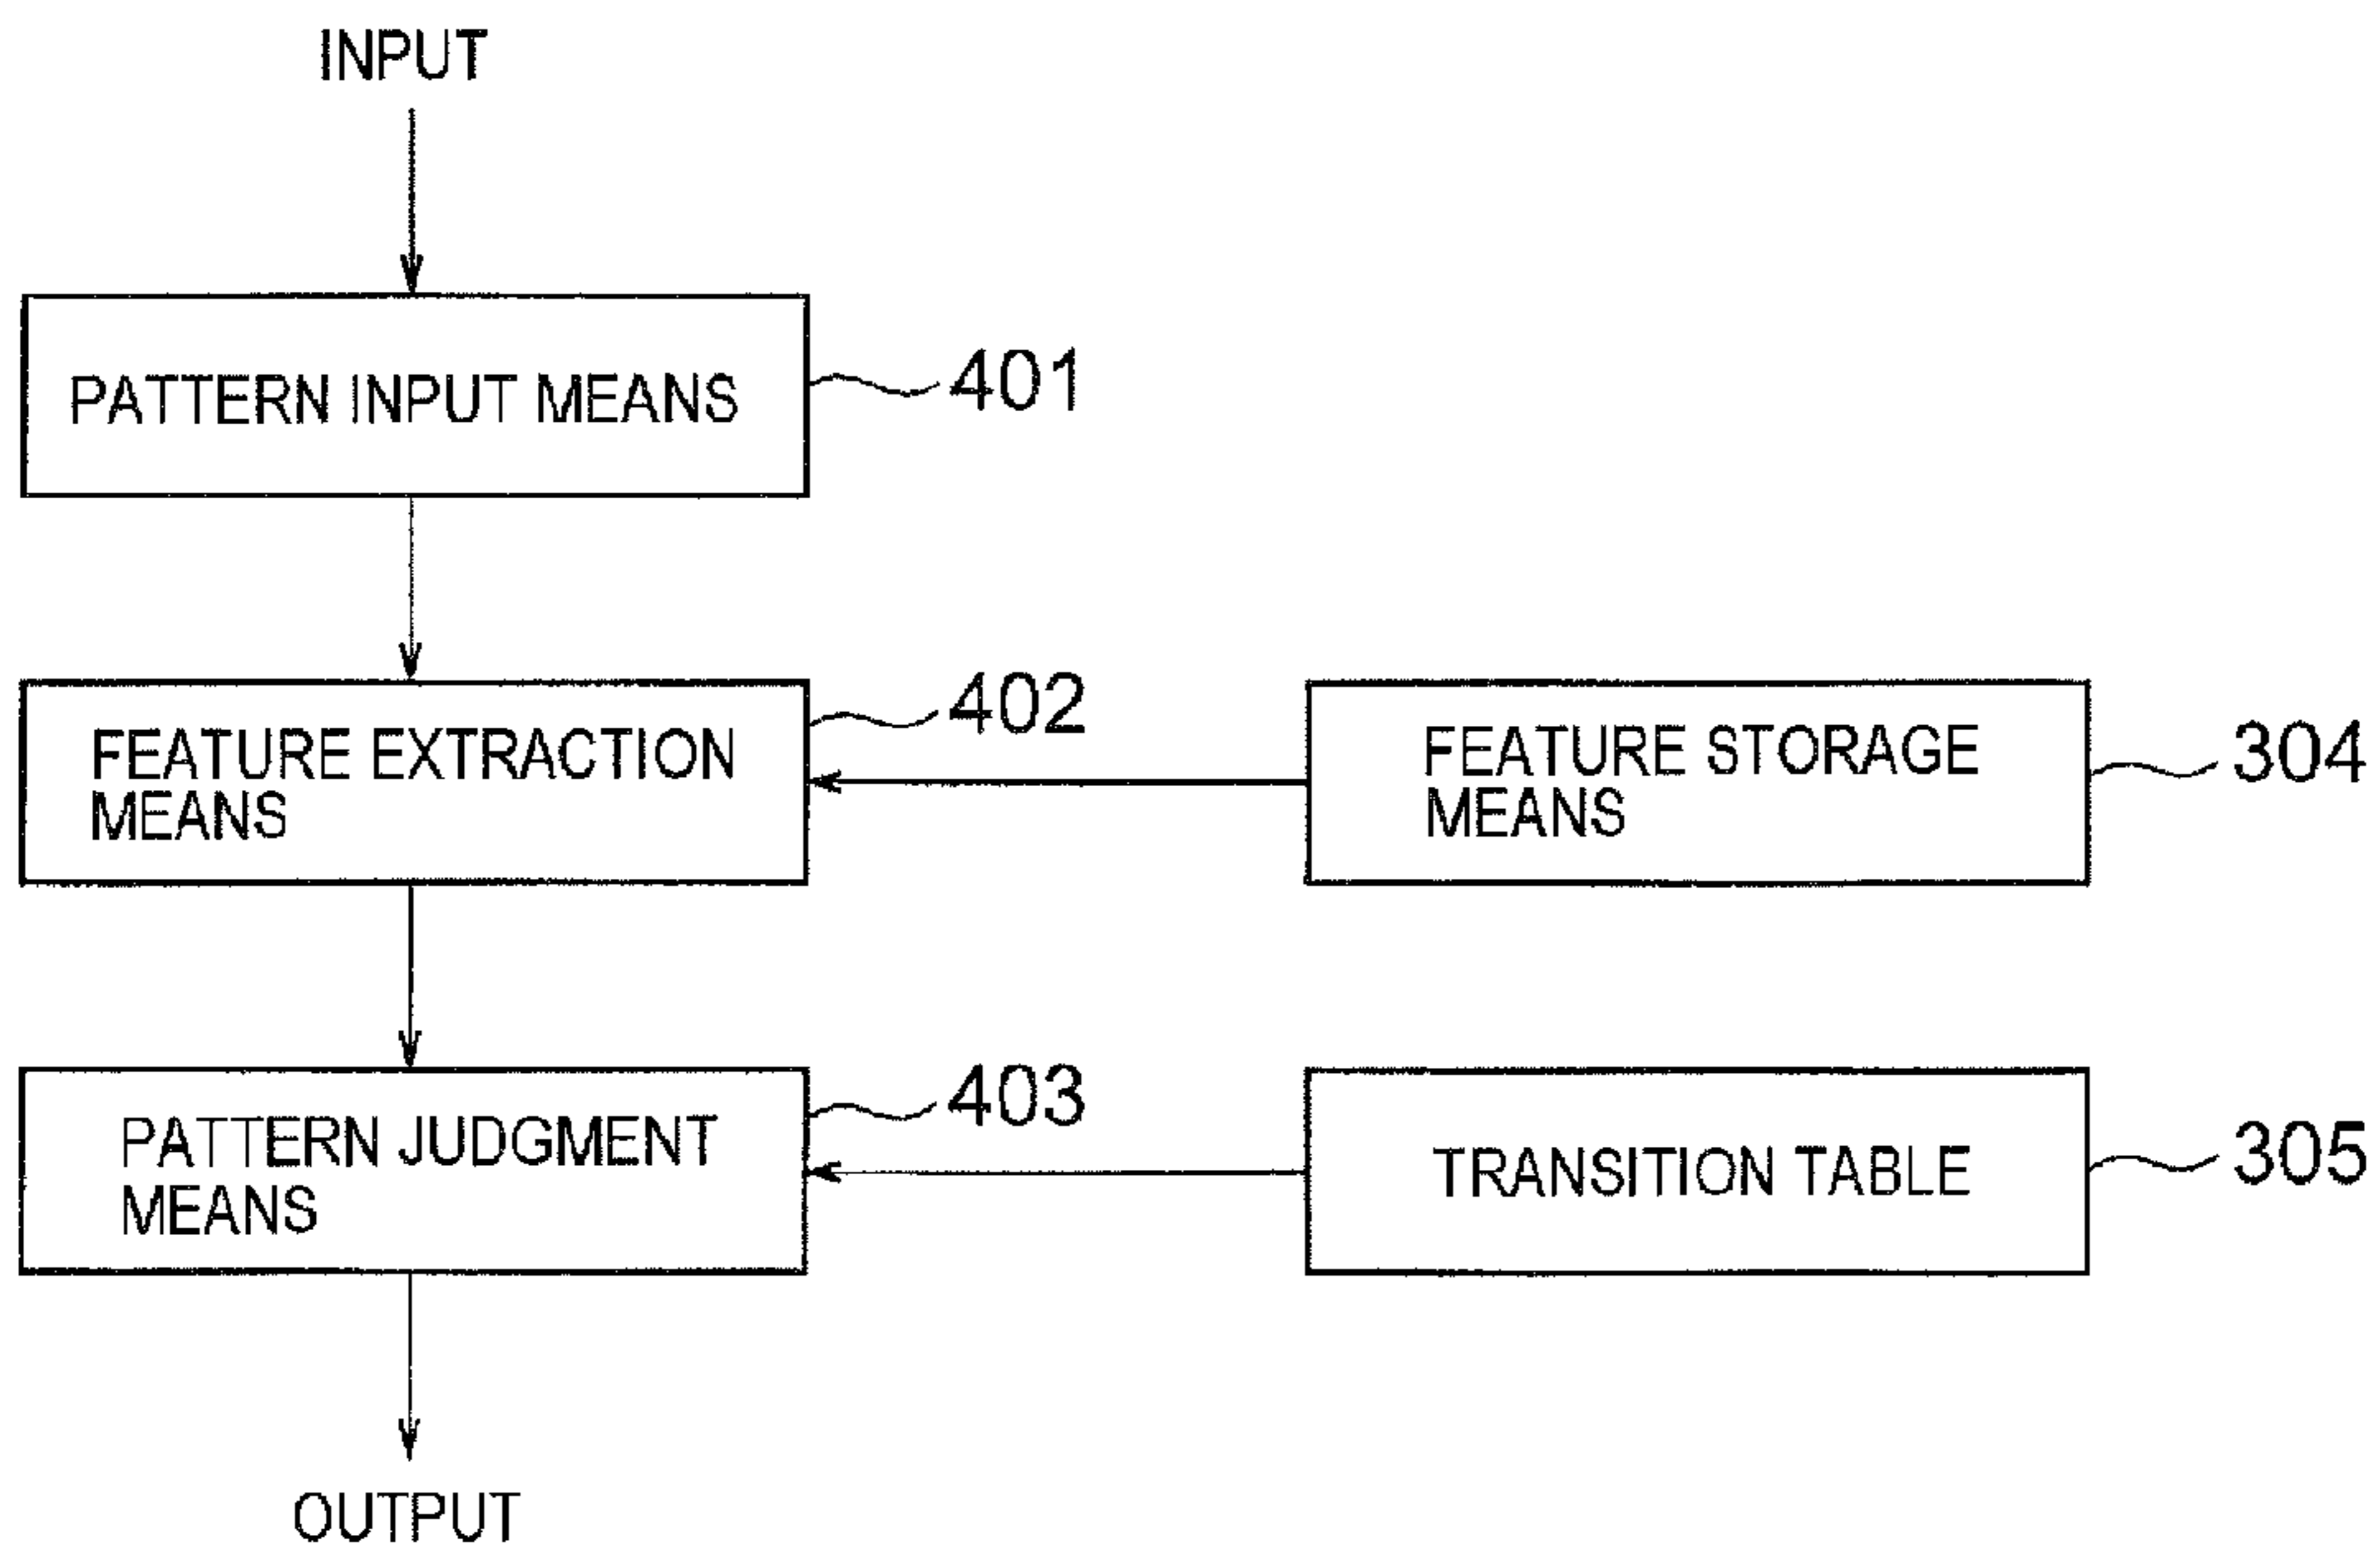 INPUT
PATTERN INPUT MEANS
401
FEATURE EXTRACTION
MEANS
402
FEATURE STORAGE
MEANS
304
PATTERN JUDGMENT
MEANS
403
TRANSITION TABLE
305
OUTPUT